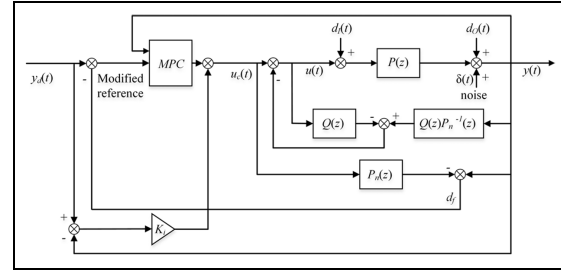 d_I(t)
d_O(t)
y_d(t)
Modified
reference
-
MPC
u_c(t)
-
u(t)
+
P(z)
+
+
δ(t)
noise
y(t)
Q(z)
-
+
Q(z)P_n^{-1}(z)
P_n(z)
-
d_f
+
-
K_i